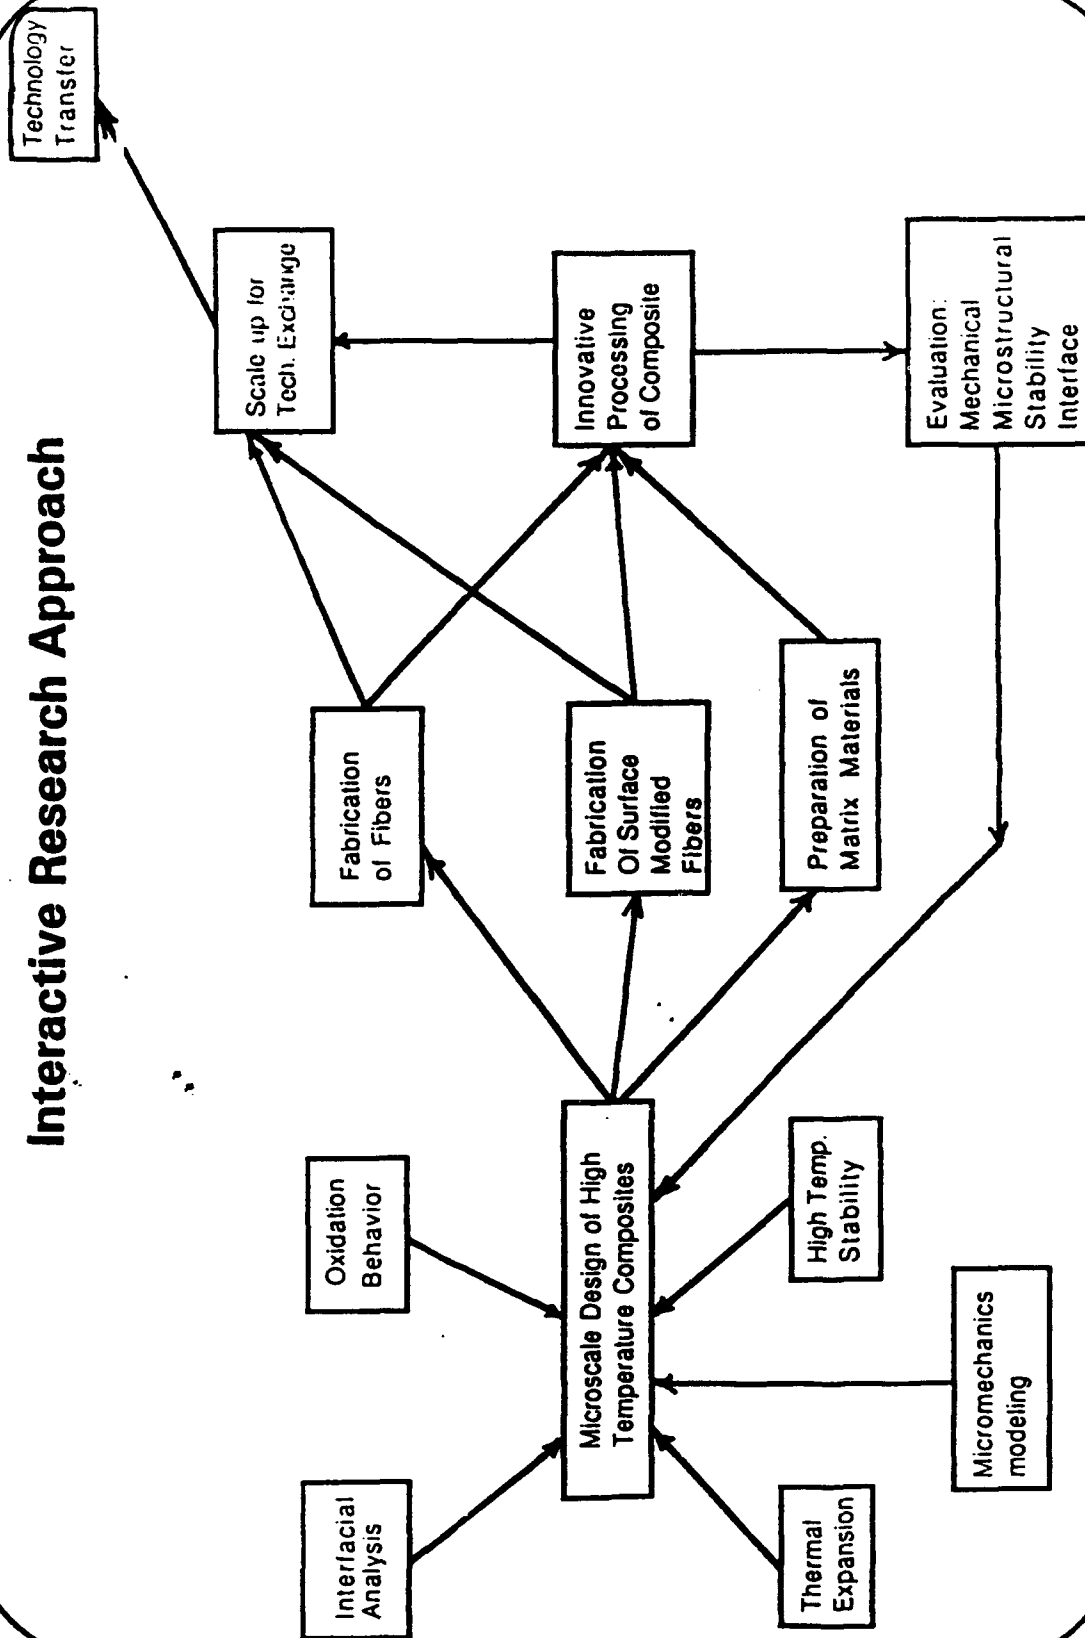 Interactive Research Approach
Interfacial
Analysis
Oxidation
Behavior
Microscale Design of High
Temperature Composites
Thermal
Expansion
Micromechanics
modeling
High Temp.
Stability
Fabrication
of Fibers
Fabrication
Of Surface
Modified
Fibers
Preparation of
Matrix Materials
Scale up for
Tech. Exchange
Innovative
Processing
of Composite
Evaluation:
Mechanical
Microstructural
Stability
Interface
Technology
Transfer